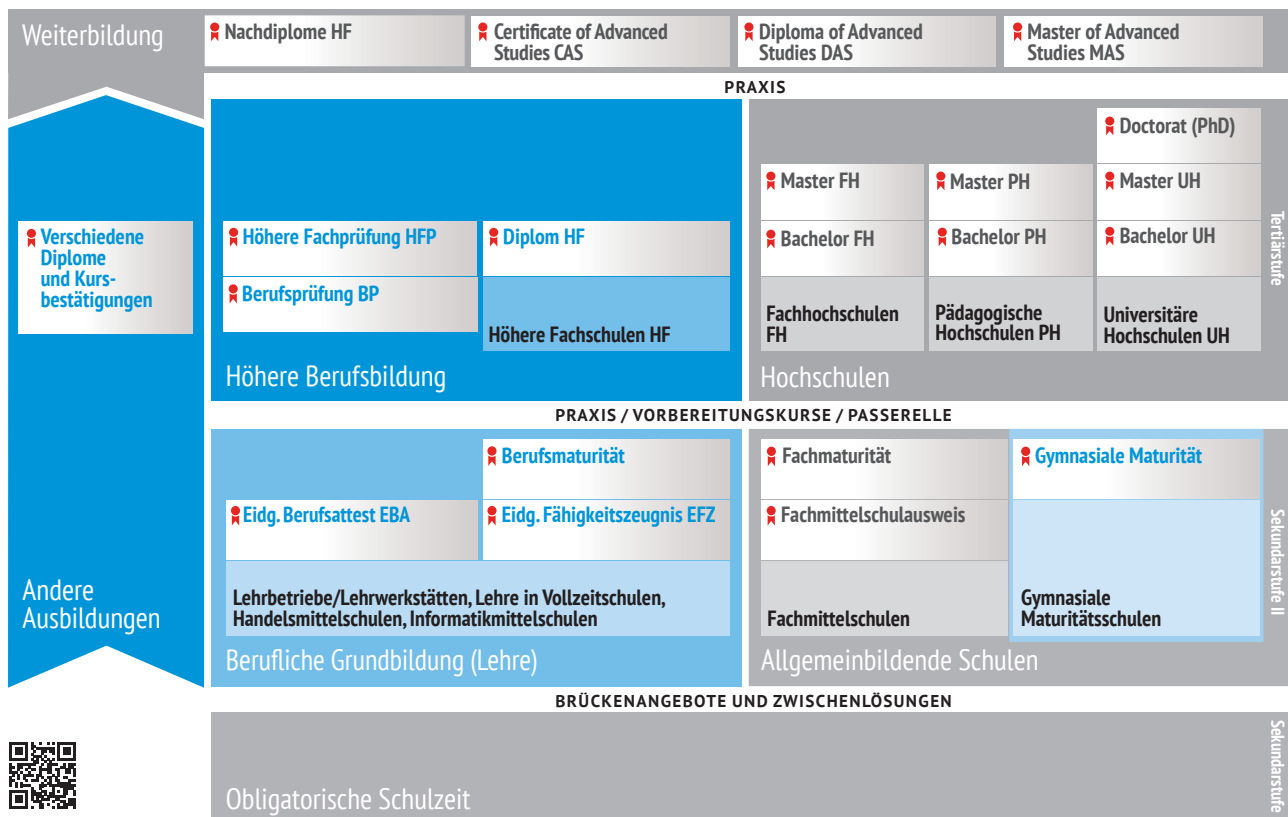 Weiterbildung
Nachdiplome HF
Certificate of Advanced
Studies CAS
Diploma of Advanced
Studies DAS
Master of Advanced
Studies MAS
PRAXIS
Verschiedene
Diplome
und Kurs-
bestätigungen
Andere
Ausbildungen
Höhere Fachprüfung HFP
Berufsprüfung BP
Diplom HF
Höhere Fachschulen HF
Höhere Berufsbildung
Doctorat (PhD)
Master FH
Master PH
Master UH
Bachelor FH
Bachelor PH
Bachelor UH
Fachhochschulen
FH
Pädagogische
Hochschulen PH
Universitäre
Hochschulen UH
Hochschulen
Tertiärstufe
PRAXIS / VORBEREITUNGSKURSE / PASSERELLE
Berufsmaturität
Eidg. Berufsattest EBA
Eidg. Fähigkeitszeugnis EFZ
Lehrbetriebe/Lehrwerkstätten, Lehre in Vollzeitschulen,
Handelsmittelschulen, Informatikmittelschulen
Berufliche Grundbildung (Lehre)
Fachmaturität
Fachmittelschulausweis
Fachmittelschulen
Gymnasiale Maturität
Gymnasiale
Maturitätsschulen
Allgemeinbildende Schulen
Sekundarstufe II
BRÜCKENANGEBOTE UND ZWISCHENLÖSUNGEN
Obligatorische Schulzeit
Sekundarstufe